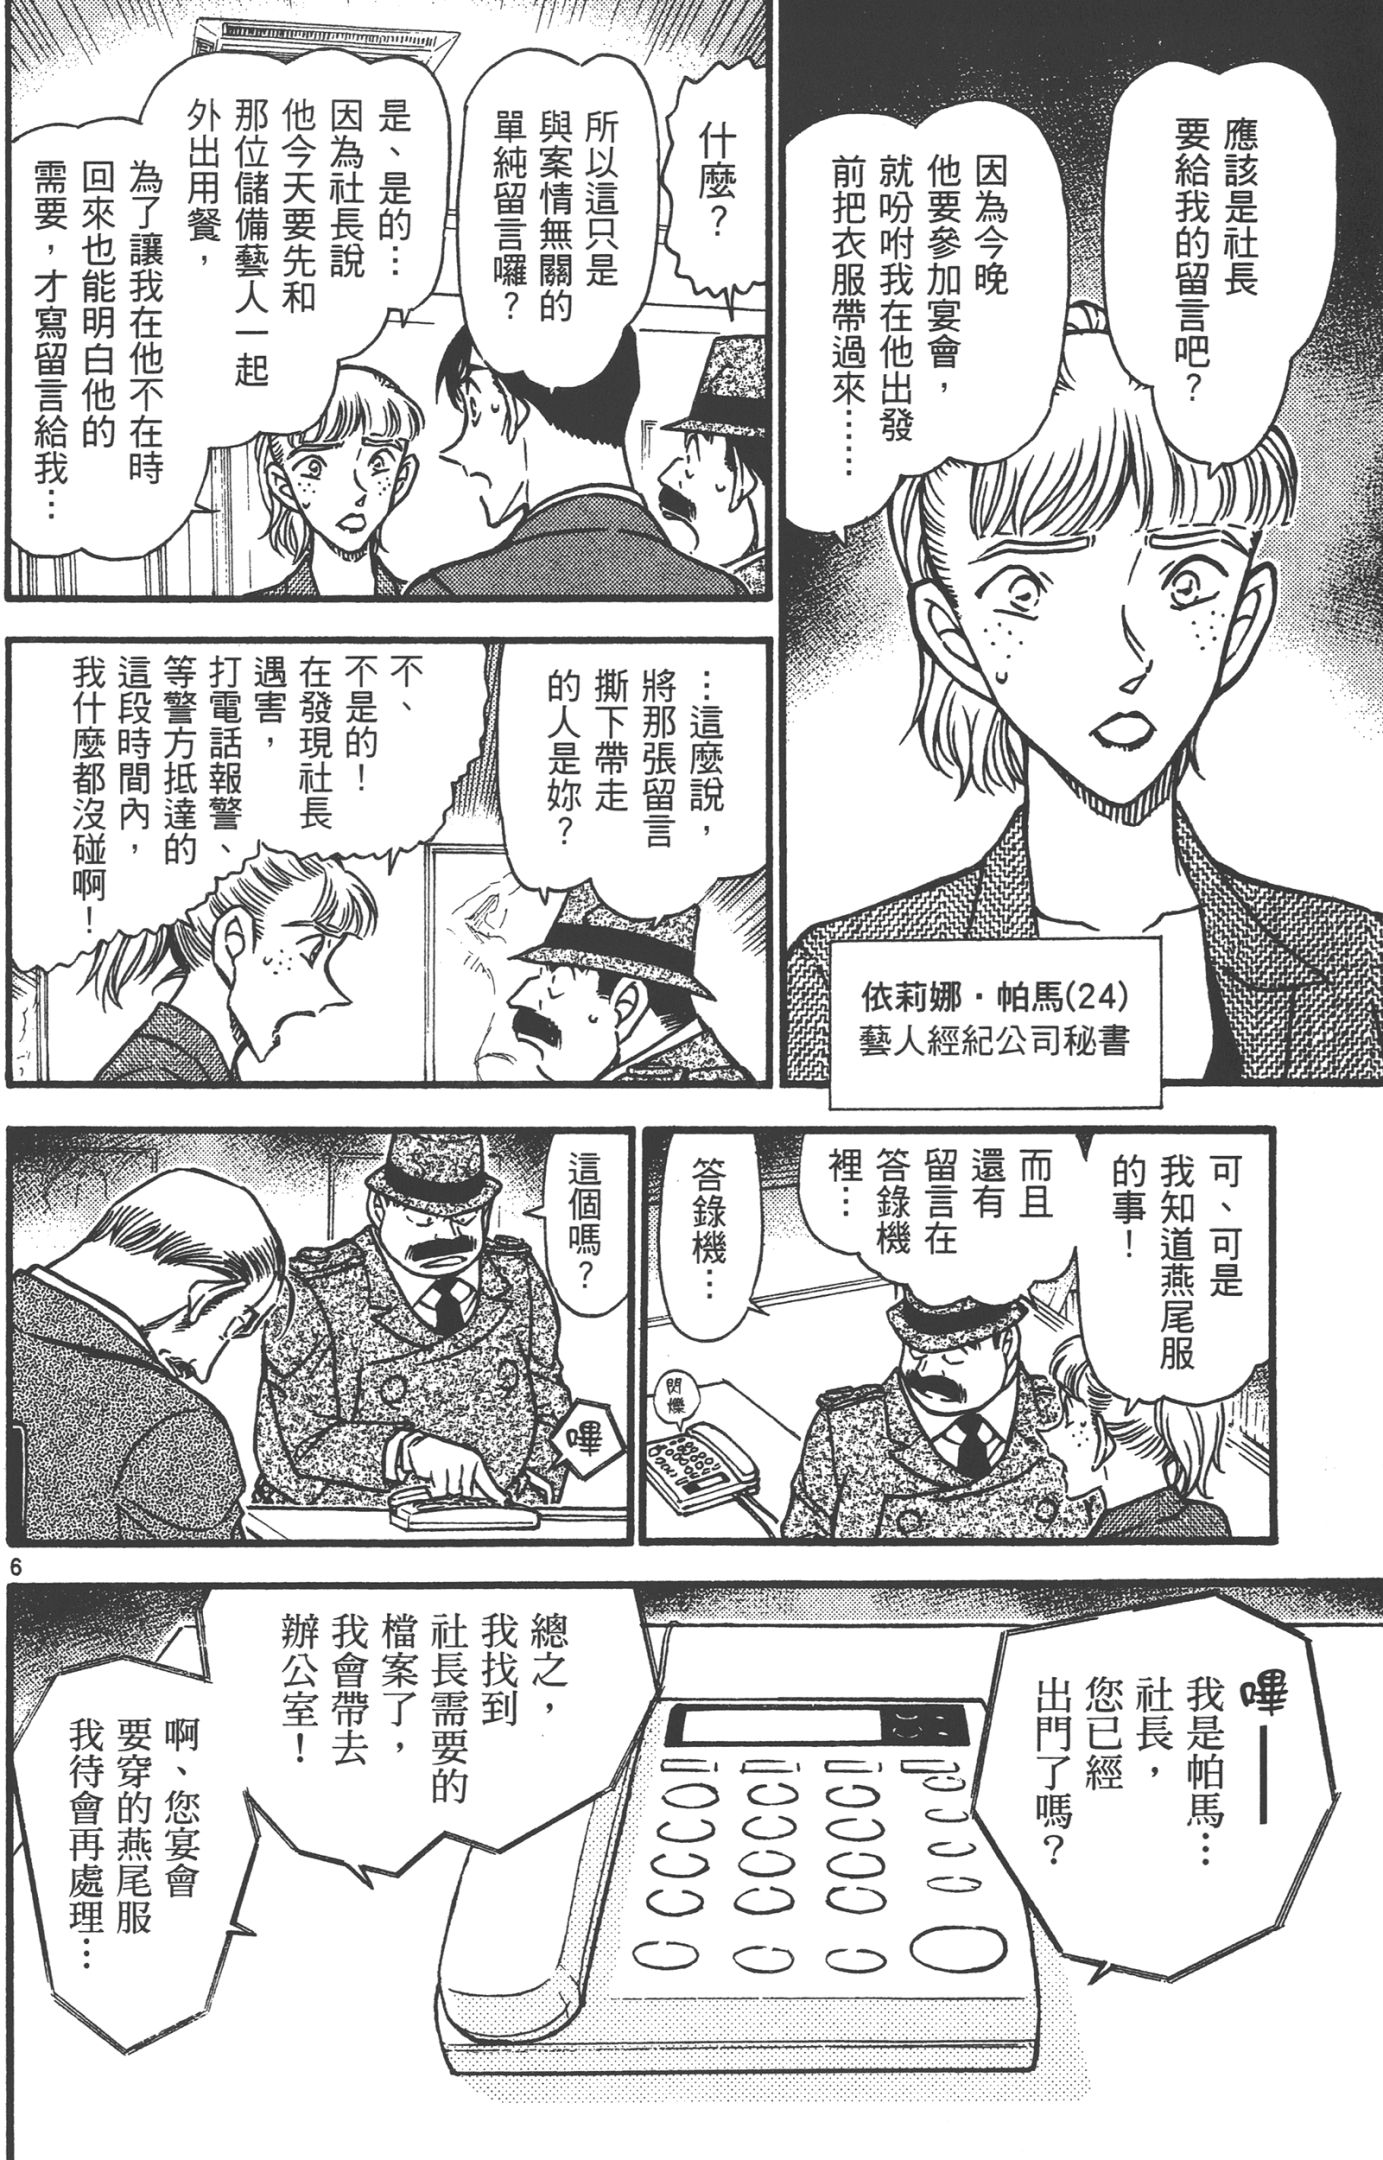 應該是社長
要給我的留言吧？
因為今晚
他要參加宴會，
就吩咐我在他出發
前把衣服帶過來……
依莉娜・帕馬(24)
藝人經紀公司秘書
什麼？
所以這只是
與案情無關的
單純留言囉？
是、是的…
因為社長說
他今天要先和
那位儲備藝人一起
外出用餐，
為了讓我在他不在時
回來也能明白他的
需要，才寫留言給我…
…這麼說，
將那張留言
撕下帶走
的人是妳？
不、
不是的！
在發現社長
遇害，
打電話報警、
等警方抵達的
這段時間內，
我什麼都沒碰啊！
可、可是
我知道燕尾服
的事！
而且
還有
留言在
答錄機
裡…
答錄機…
閃爍
這個嗎？
嗶
6
嗶——
我是帕馬…
社長，
您已經
出門了嗎？
總之，
我找到
社長需要的
檔案了，
我會帶去
辦公室！
啊、您宴會
要穿的燕尾服
我待會再處理…